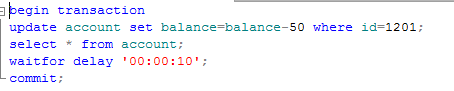 begin transaction
update account set balance=balance-50 where id=1201;
select * from account;
waitfor delay '00:00:10';
commit;